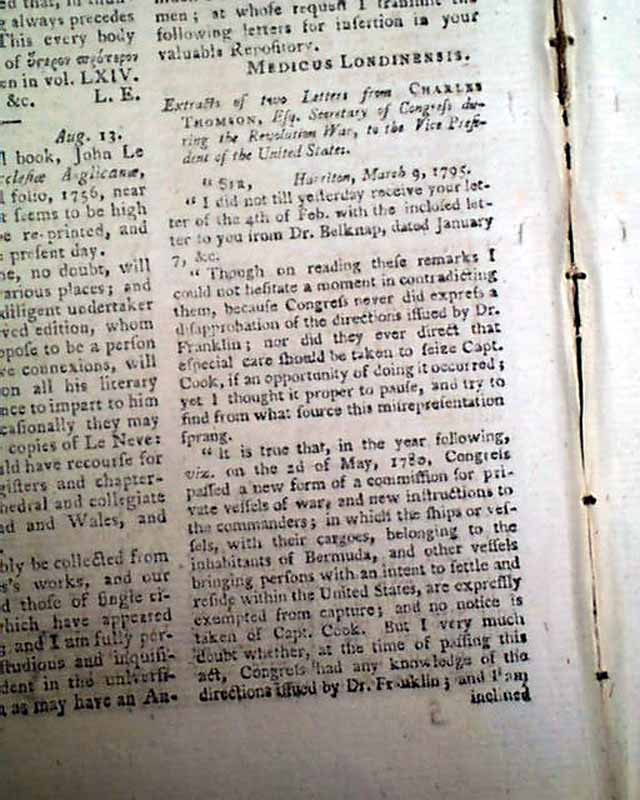 g always precedes
This every body
of ὕστερον πρότερον
en in vol. LXIV.
&c. L. E.
Aug. 13.
l book, John Le
cclesiæ Anglicanæ,
l folio, 1756, near
t seems to be high
be re-printed, and
present day.
ne, no doubt, will
various places; and
diligent undertaker
ved edition, whom
ppose to be a person
ve connexions, will
on all his literary
nce to impart to him
casionally they may
copies of Le Neve:
uld have recourse for
gisters and chapter-
hedral and collegiate
nd and Wales, and
bly be collected from
s's works, and our
d those of single ci-
which have appeared
g, and I am fully per-
studious and inquisi-
dent in the universi-
n as may have an An-
men; at whose request I transmit the
following letters for insertion in your
valuable Repository.
MEDICUS LONDINENSIS.
Extracts of two Letters from CHARLES
THOMSON, Esq. Secretary of Congress du-
ring the Revolution War, to the Vice Presi-
dent of the United States.
"SIR, Harriton, March 9, 1795.
"I did not till yesterday receive your let-
ter of the 4th of Feb. with the inclosed let-
ter to you from Dr. Belknap, dated January
7, &c.
"Though on reading these remarks I
could not hesitate a moment in contradicting
them, because Congress never did express a
disapprobation of the directions issued by Dr.
Franklin; nor did they ever direct that
especial care should be taken to seize Capt.
Cook, if an opportunity of doing it occurred;
yet I thought it proper to pause, and try to
find from what source this misrepresentation
sprang.
"It is true that, in the year following,
viz. on the 2d of May, 1780, Congress
passed a new form of a commission for pri-
vate vessels of war, and new instructions to
the commanders; in which the ships or ves-
sels, with their cargoes, belonging to the
inhabitants of Bermuda, and other vessels
bringing persons with an intent to settle and
reside within the United States, are expressly
exempted from capture; and no notice is
taken of Capt. Cook. But I very much
doubt whether, at the time of passing this
act, Congress had any knowledge of the
directions issued by Dr. Franklin; and I am
inclined